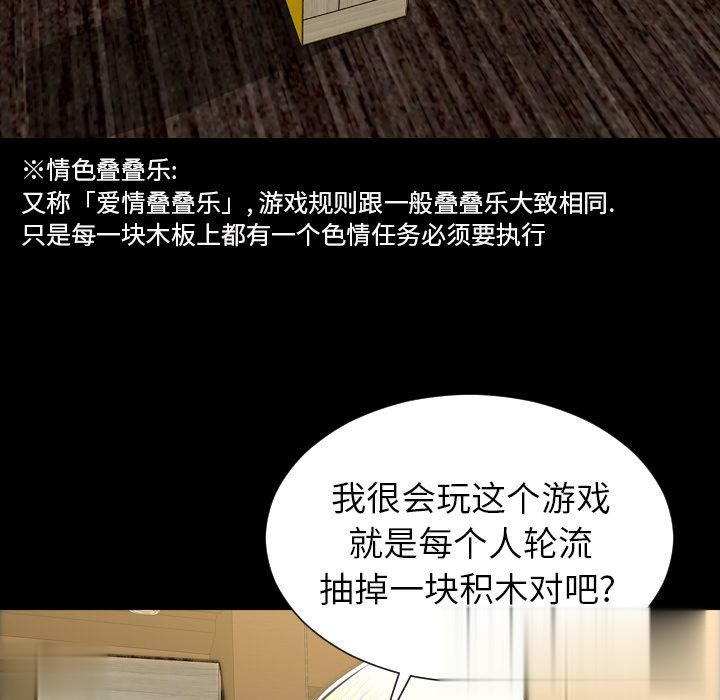 ※情色叠叠乐:
又称「爱情叠叠乐」, 游戏规则跟一般叠叠乐大致相同.
只是每一块木板上都有一个色情任务必须要执行
我很会玩这个游戏
就是每个人轮流
抽掉一块积木对吧?